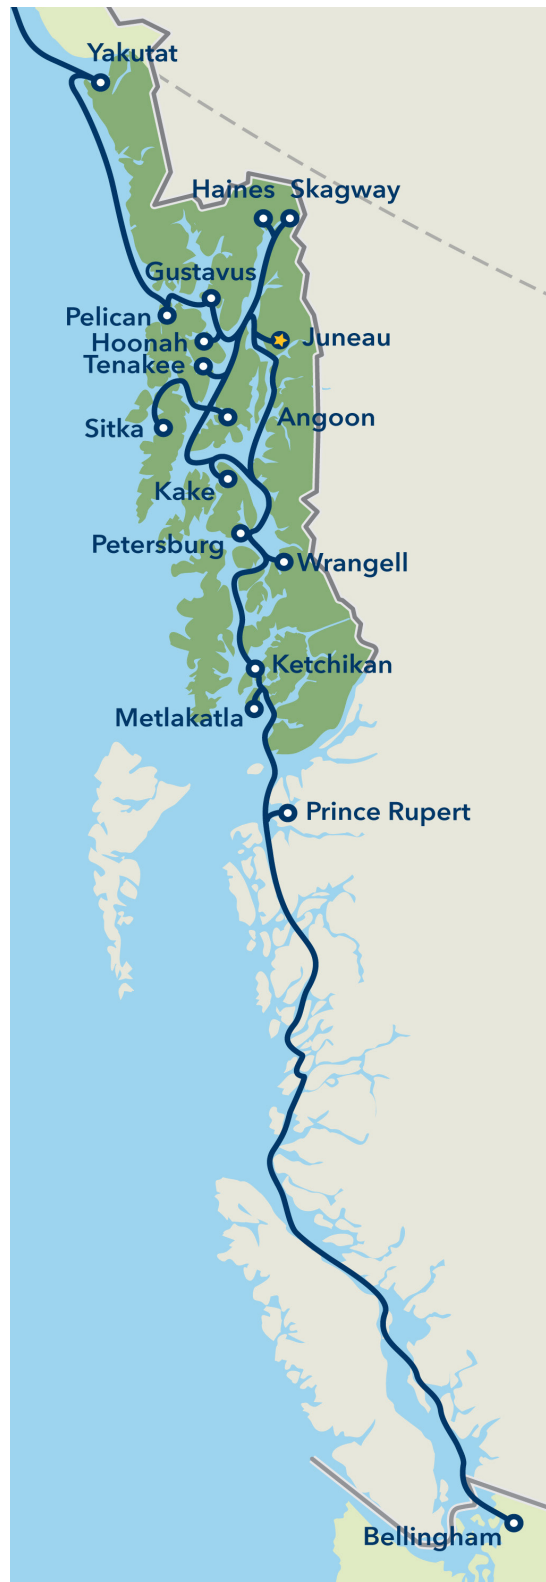 Yakutat
Haines
Skagway
Gustavus
Pelican
Hoonah
Juneau
Tenakee
Sitka
Angoon
Kake
Petersburg
Wrangell
Ketchikan
Metlakatla
Prince Rupert
Bellingham